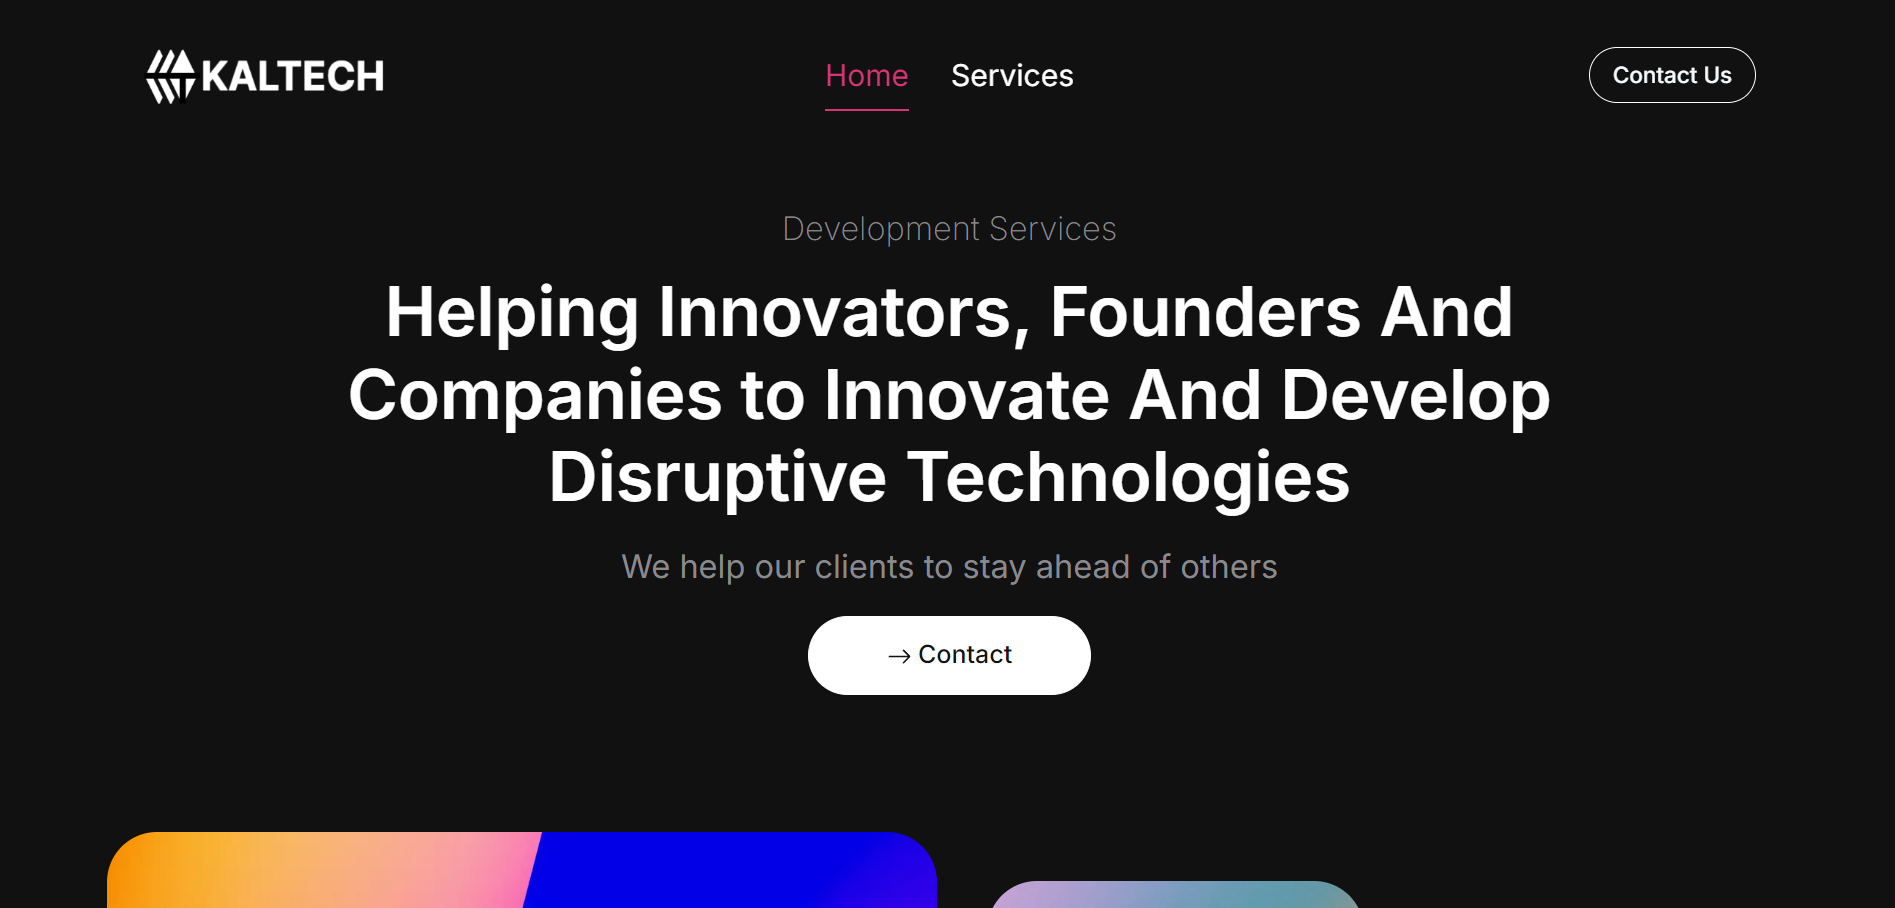 KALTECH
Home
Services
Contact Us
Development Services
Helping Innovators, Founders And
Companies to Innovate And Develop
Disruptive Technologies
We help our clients to stay ahead of others
→ Contact